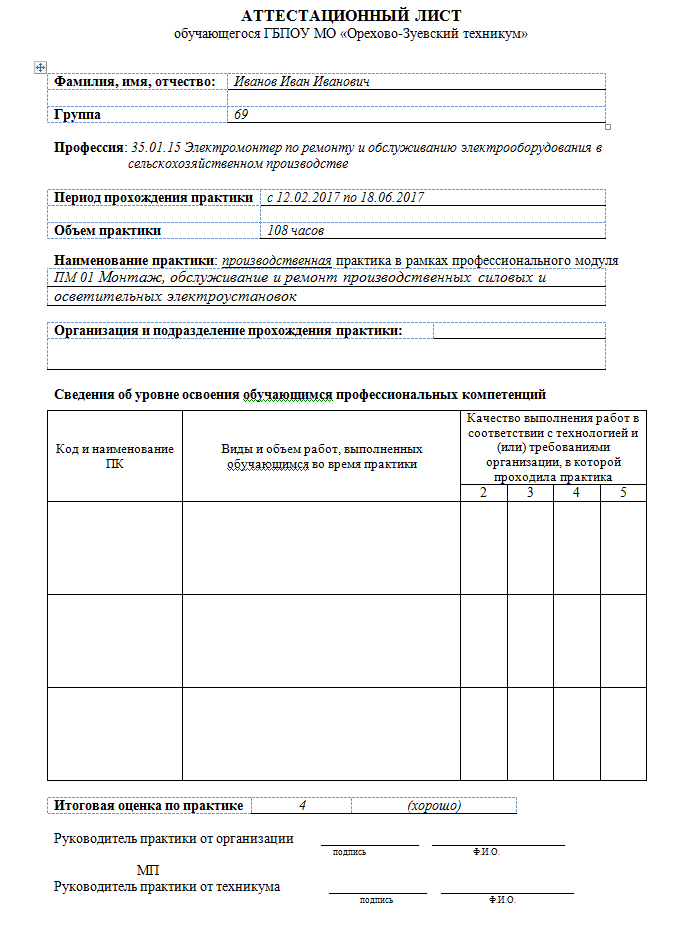 АТТЕСТАЦИОННЫЙ ЛИСТ
обучающегося ГБПОУ МО «Орехово-Зуевский техникум»
Фамилия, имя, отчество: Иванов Иван Иванович
Группа 69
Профессия: 35.01.15 Электромонтер по ремонту и обслуживанию электрооборудования в
сельскохозяйственном производстве
Период прохождения практики с 12.02.2017 по 18.06.2017
Объем практики 108 часов
Наименование практики: производственная практика в рамках профессионального модуля
ПМ 01 Монтаж, обслуживание и ремонт производственных силовых и
осветительных электроустановок
Организация и подразделение прохождения практики:
Сведения об уровне освоения обучающимся профессиональных компетенций
Код и наименование
ПК
Виды и объем работ, выполненных
обучающимся во время практики
Качество выполнения работ в
соответствии с технологией и
(или) требованиями
организации, в которой
проходила практика
2 3 4 5
Итоговая оценка по практике 4 (хорошо)
Руководитель практики от организации
подпись Ф.И.О.
МП
Руководитель практики от техникума
подпись Ф.И.О.